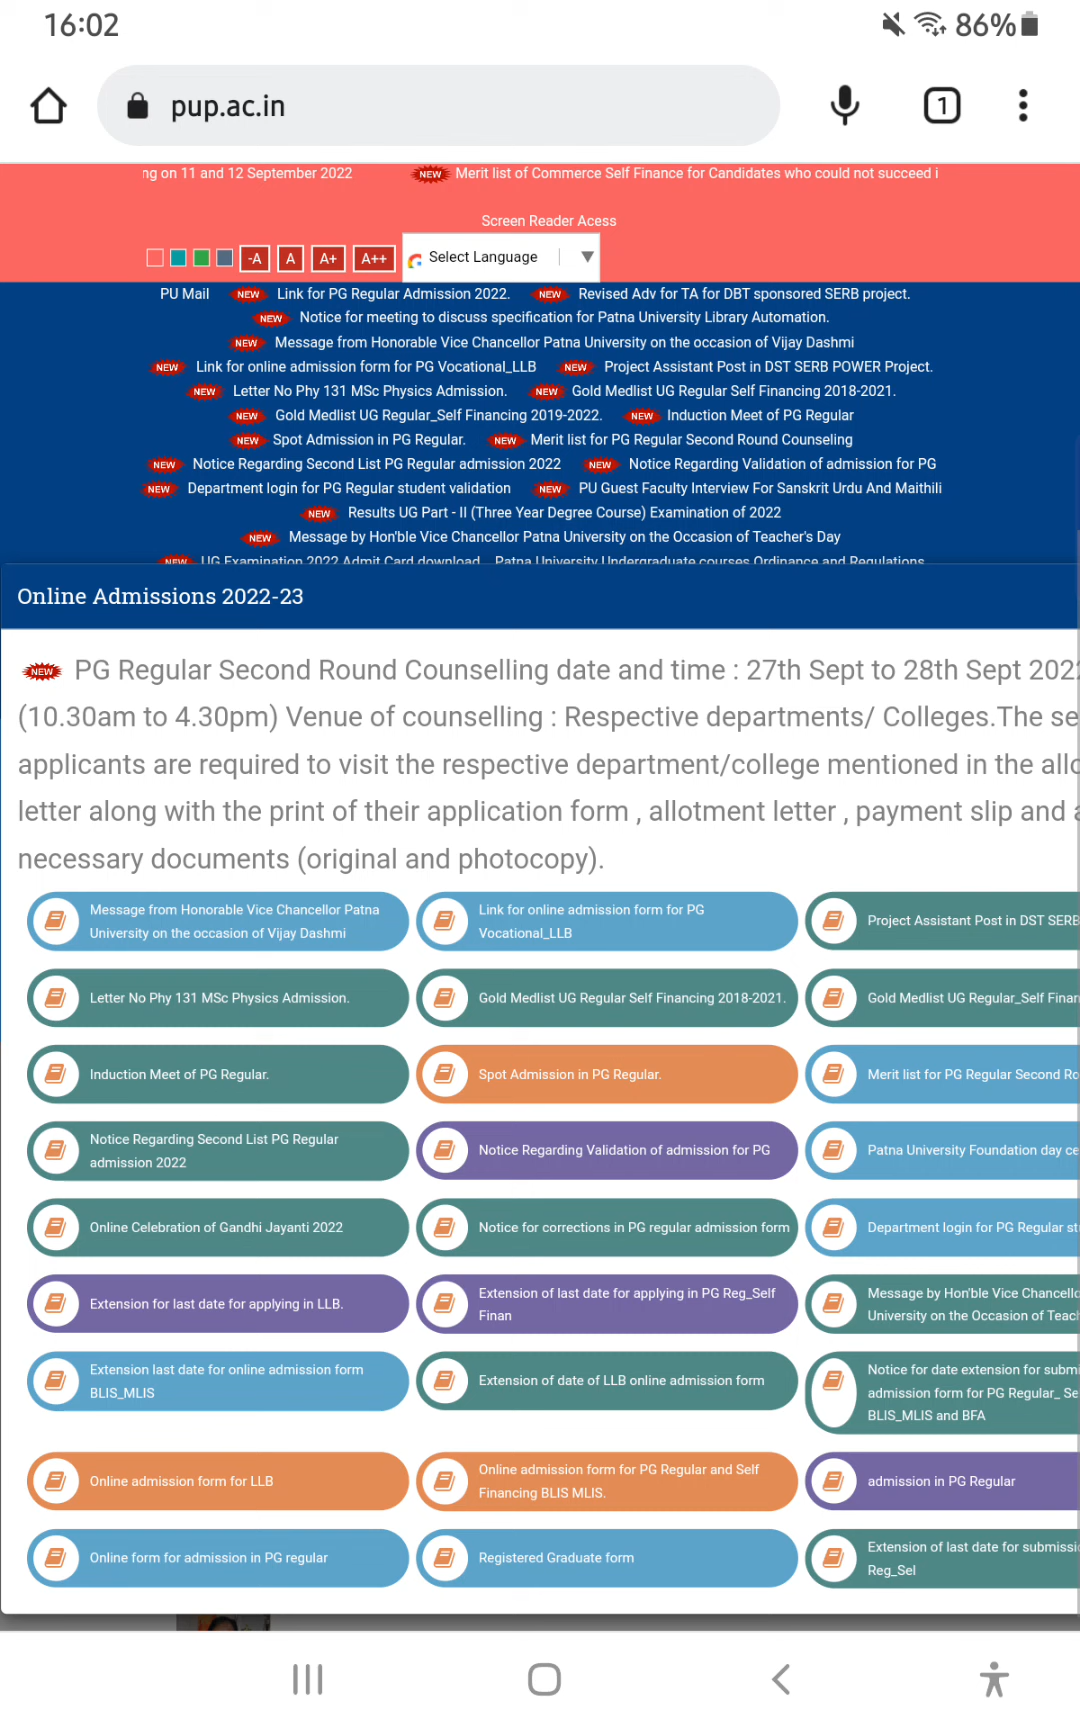 16:02
86%
pup.ac.in
1
ng on 11 and 12 September 2022 NEW Merit list of Commerce Self Finance for Candidates who could not succeed i
Screen Reader Acess
-A A A+ A++ Select Language
PU Mail NEW Link for PG Regular Admission 2022. NEW Revised Adv for TA for DBT sponsored SERB project.
NEW Notice for meeting to discuss specification for Patna University Library Automation.
NEW Message from Honorable Vice Chancellor Patna University on the occasion of Vijay Dashmi
NEW Link for online admission form for PG Vocational_LLB NEW Project Assistant Post in DST SERB POWER Project.
NEW Letter No Phy 131 MSc Physics Admission. NEW Gold Medlist UG Regular Self Financing 2018-2021.
NEW Gold Medlist UG Regular_Self Financing 2019-2022. NEW Induction Meet of PG Regular
NEW Spot Admission in PG Regular. NEW Merit list for PG Regular Second Round Counseling
NEW Notice Regarding Second List PG Regular admission 2022 NEW Notice Regarding Validation of admission for PG
NEW Department login for PG Regular student validation NEW PU Guest Faculty Interview For Sanskrit Urdu And Maithili
NEW Results UG Part - II (Three Year Degree Course) Examination of 2022
NEW Message by Hon'ble Vice Chancellor Patna University on the Occasion of Teacher's Day
NEW UG Examination 2022 Admit Card download Patna University Undergraduate courses Ordinance and Regulations
Online Admissions 2022-23
NEW PG Regular Second Round Counselling date and time : 27th Sept to 28th Sept 202
(10.30am to 4.30pm) Venue of counselling : Respective departments/ Colleges.The se
applicants are required to visit the respective department/college mentioned in the allo
letter along with the print of their application form , allotment letter , payment slip and a
necessary documents (original and photocopy).
Message from Honorable Vice Chancellor Patna
University on the occasion of Vijay Dashmi
Link for online admission form for PG
Vocational_LLB
Project Assistant Post in DST SERB
Letter No Phy 131 MSc Physics Admission.
Gold Medlist UG Regular Self Financing 2018-2021.
Gold Medlist UG Regular_Self Finan
Induction Meet of PG Regular.
Spot Admission in PG Regular.
Merit list for PG Regular Second Ro
Notice Regarding Second List PG Regular
admission 2022
Notice Regarding Validation of admission for PG
Patna University Foundation day ce
Online Celebration of Gandhi Jayanti 2022
Notice for corrections in PG regular admission form
Department login for PG Regular st
Extension for last date for applying in LLB.
Extension of last date for applying in PG Reg_Self
Finan
Message by Hon'ble Vice Chancello
University on the Occasion of Teach
Extension last date for online admission form
BLIS_MLIS
Extension of date of LLB online admission form
Notice for date extension for submi
admission form for PG Regular_ Se
BLIS_MLIS and BFA
Online admission form for LLB
Online admission form for PG Regular and Self
Financing BLIS MLIS.
admission in PG Regular
Online form for admission in PG regular
Registered Graduate form
Extension of last date for submissi
Reg_Sel